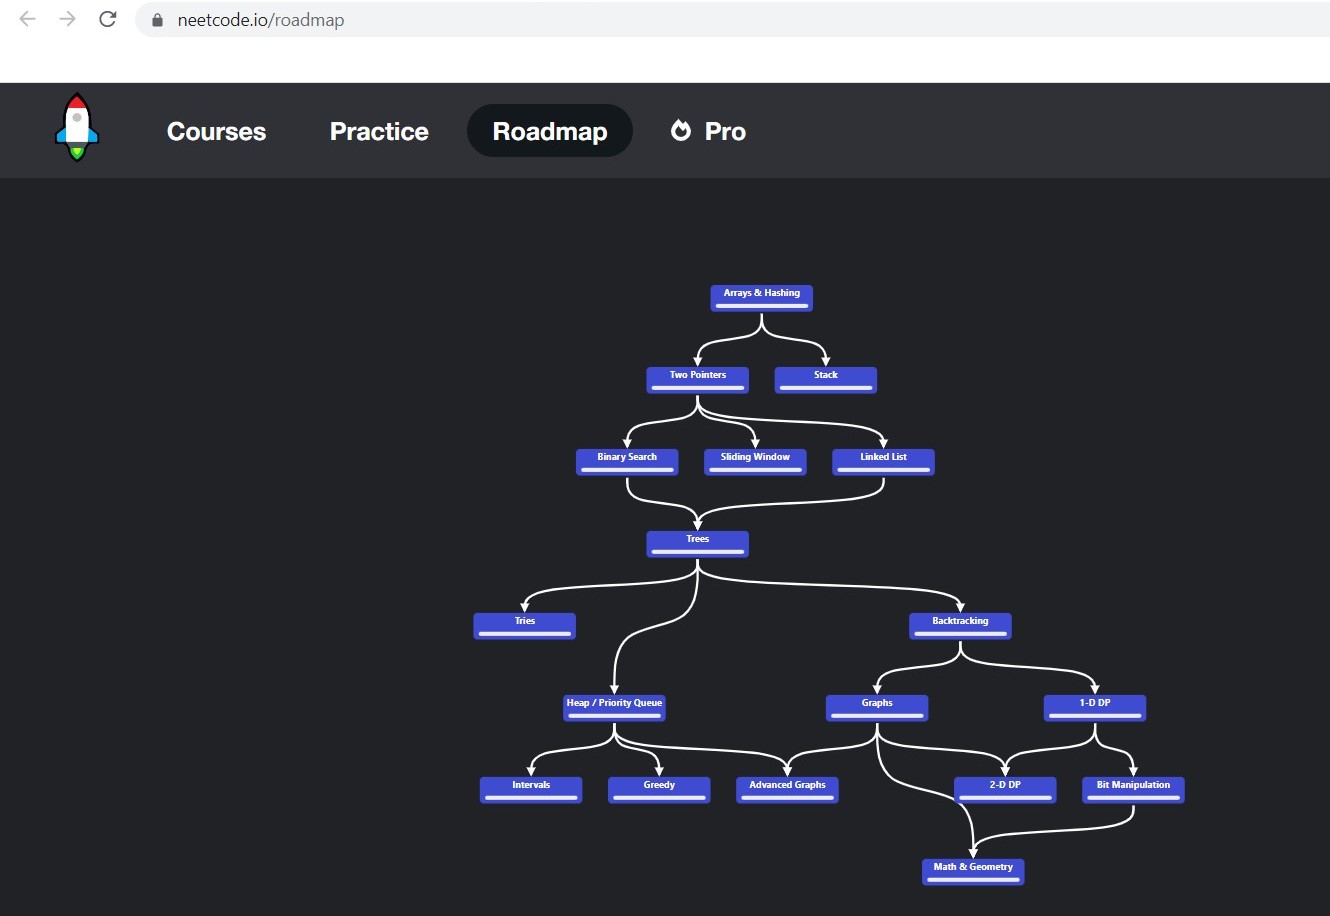 neetcode.io/roadmap
Courses Practice Roadmap Pro
Arrays & Hashing
Two Pointers Stack
Binary Search Sliding Window Linked List
Trees
Tries Backtracking
Heap / Priority Queue Graphs 1-D DP
Intervals Greedy Advanced Graphs 2-D DP Bit Manipulation
Math & Geometry